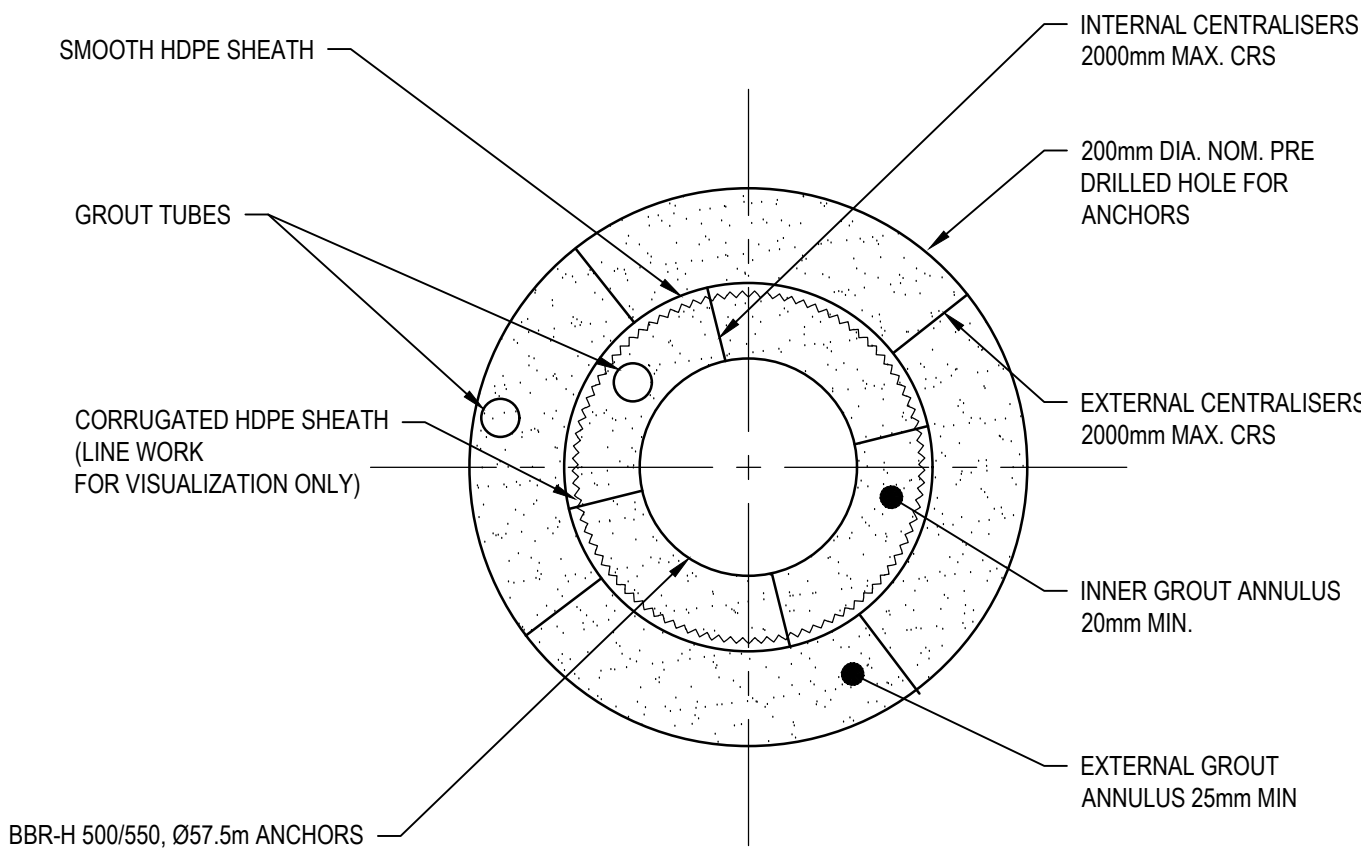 SMOOTH HDPE SHEATH
GROUT TUBES
CORRUGATED HDPE SHEATH
(LINE WORK
FOR VISUALIZATION ONLY)
BBR-H 500/550, Ø57.5m ANCHORS
INTERNAL CENTRALISERS
2000mm MAX. CRS
200mm DIA. NOM. PRE
DRILLED HOLE FOR
ANCHORS
EXTERNAL CENTRALISERS
2000mm MAX. CRS
INNER GROUT ANNULUS
20mm MIN.
EXTERNAL GROUT
ANNULUS 25mm MIN